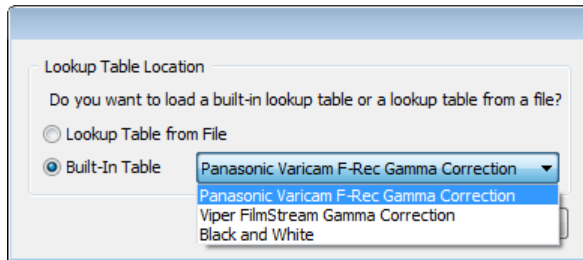 Lookup Table Location
Do you want to load a built-in lookup table or a lookup table from a file?
Lookup Table from File
Built-In Table Panasonic Varicam F-Rec Gamma Correction
Panasonic Varicam F-Rec Gamma Correction
Viper FilmStream Gamma Correction
Black and White